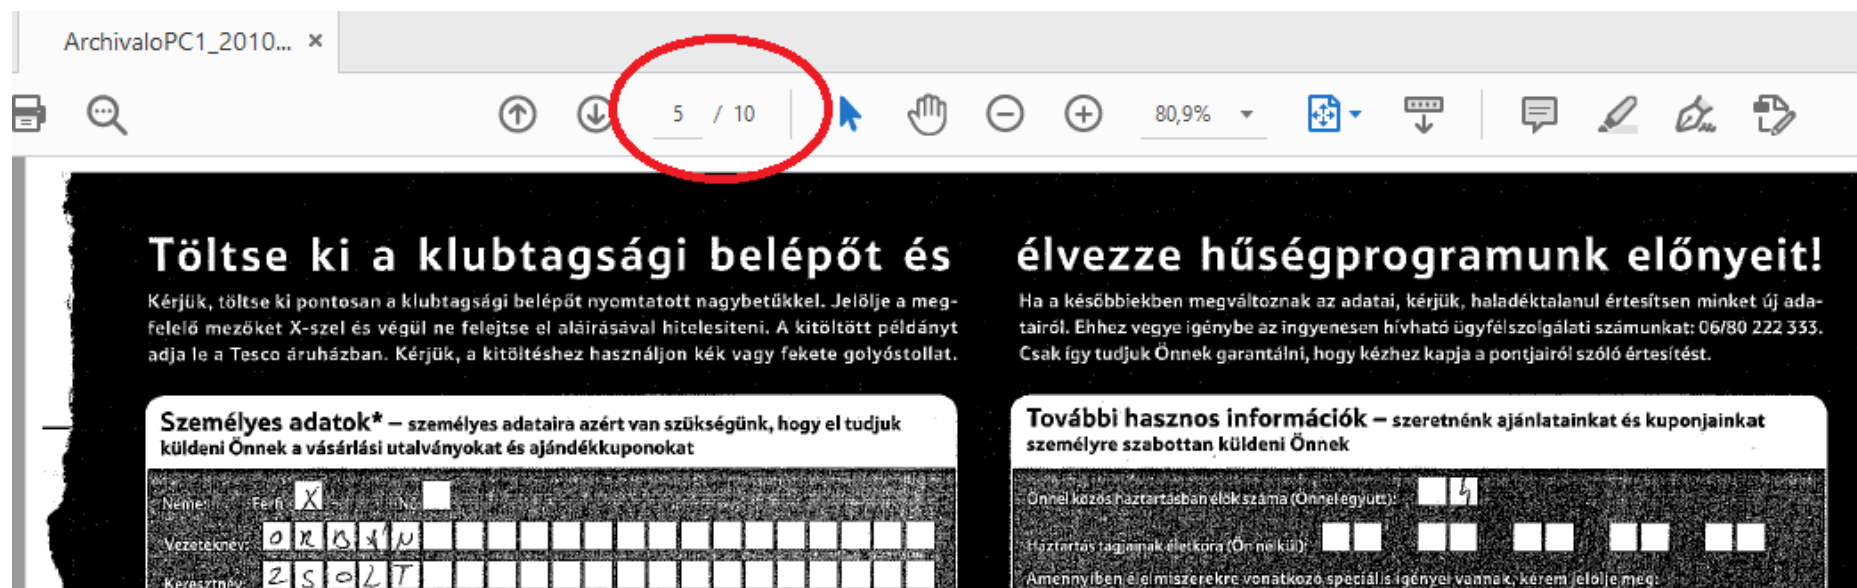 ArchivaloPC1_2010... ×
5 / 10
80,9%
Töltse ki a klubtagsági belépőt és
élvezze hűségprogramunk előnyeit!
Kérjük, töltse ki pontosan a klubtagsági belépőt nyomtatott nagybetűkkel. Jelölje a meg-
felelő mezőket X-szel és végül ne felejtse el aláírásával hitelesíteni. A kitöltött példányt
adja le a Tesco áruházban. Kérjük, a kitöltéshez használjon kék vagy fekete golyóstollat.
Ha a későbbiekben megváltoznak az adatai, kérjük, haladéktalanul értesítsen minket új ada-
tairól. Ehhez vegye igénybe az ingyenesen hívható ügyfélszolgálati számunkat: 06/80 222 333.
Csak így tudjuk Önnek garantálni, hogy kézhez kapja a pontjairól szóló értesítést.
Személyes adatok* – személyes adataira azért van szükségünk, hogy el tudjuk
küldeni Önnek a vásárlási utalványokat és ajándékkuponokat
Neme: Férfi X Nő
Vezetéknév: ORBÁN
Keresztnév: ZSOLT
További hasznos információk – szeretnénk ajánlatainkat és kuponjainkat
személyre szabottan küldeni Önnek
Önnel közös háztartásban élők száma (Önnel együtt): 4
Háztartás tagjainak életkora (Ön nélkül):
Amennyiben élelmiszerekre vonatkozó speciális igényei vannak, kérem jelölje meg: